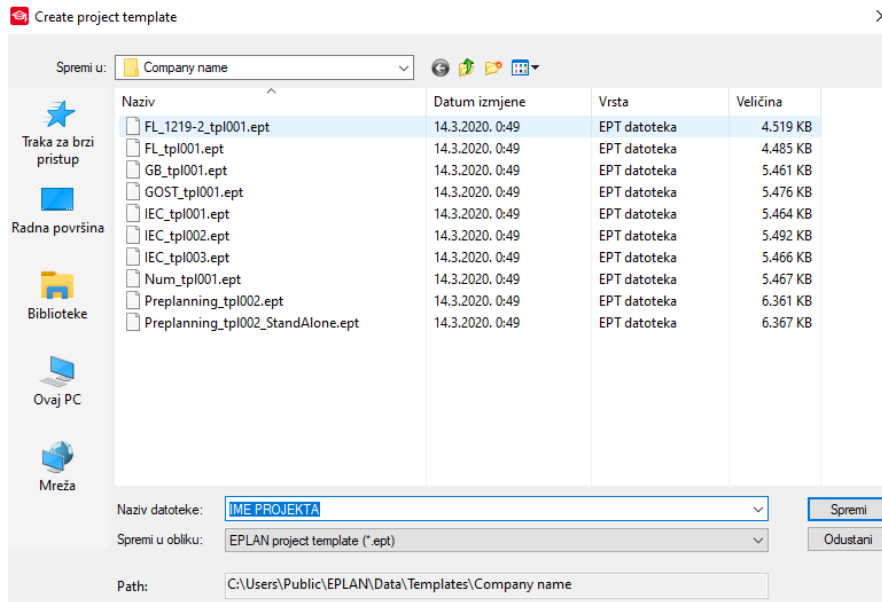 Create project template
Spremi u: Company name
Naziv Datum izmjene Vrsta Veličina
FL_1219-2_tpl001.ept 14.3.2020. 0:49 EPT datoteka 4.519 KB
FL_tpl001.ept 14.3.2020. 0:49 EPT datoteka 4.485 KB
GB_tpl001.ept 14.3.2020. 0:49 EPT datoteka 5.461 KB
GOST_tpl001.ept 14.3.2020. 0:49 EPT datoteka 5.476 KB
IEC_tpl001.ept 14.3.2020. 0:49 EPT datoteka 5.464 KB
IEC_tpl002.ept 14.3.2020. 0:49 EPT datoteka 5.492 KB
IEC_tpl003.ept 14.3.2020. 0:49 EPT datoteka 5.466 KB
Num_tpl001.ept 14.3.2020. 0:49 EPT datoteka 5.467 KB
Preplanning_tpl002.ept 14.3.2020. 0:49 EPT datoteka 6.361 KB
Preplanning_tpl002_StandAlone.ept 14.3.2020. 0:49 EPT datoteka 6.367 KB
Traka za brzi
pristup
Radna površina
Biblioteke
Ovaj PC
Mreža
Naziv datoteke: IME PROJEKTA Spremi
Spremi u obliku: EPLAN project template (*.ept) Odustani
Path: C:\Users\Public\EPLAN\Data\Templates\Company name